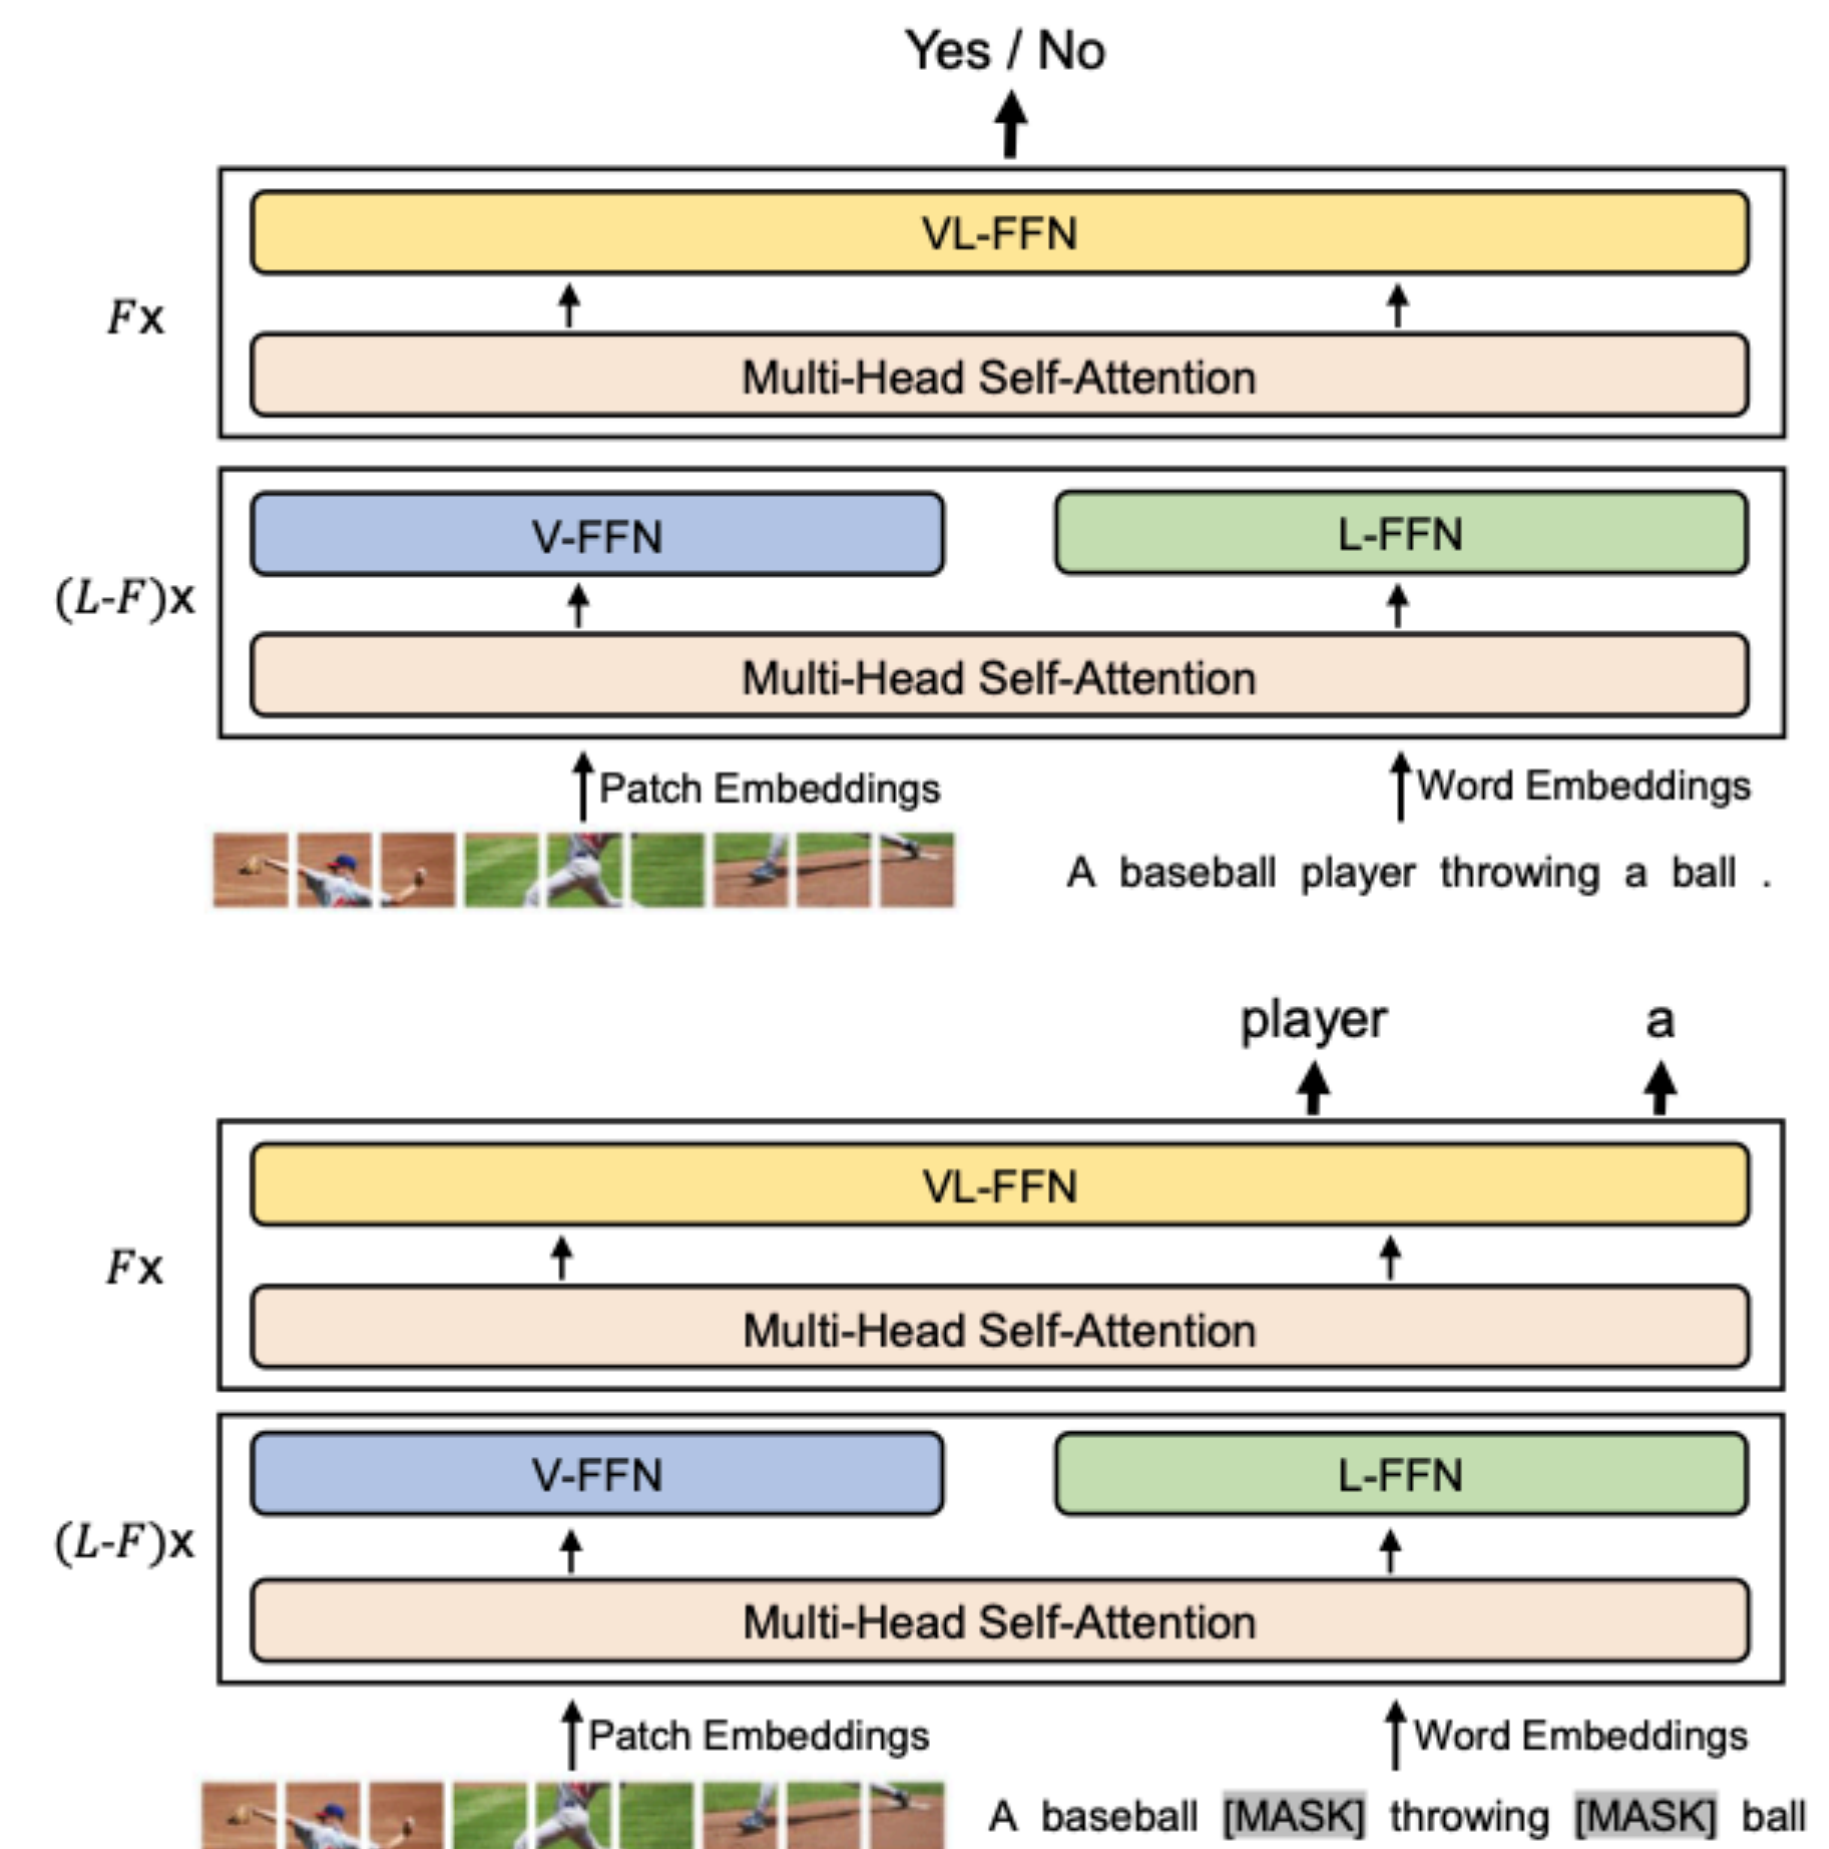 Yes / No
VL-FFN
Fx
Multi-Head Self-Attention
V-FFN L-FFN
(L-F)x
Multi-Head Self-Attention
Patch Embeddings Word Embeddings
A baseball player throwing a ball .
player a
VL-FFN
Fx
Multi-Head Self-Attention
V-FFN L-FFN
(L-F)x
Multi-Head Self-Attention
Patch Embeddings Word Embeddings
A baseball [MASK] throwing [MASK] ball